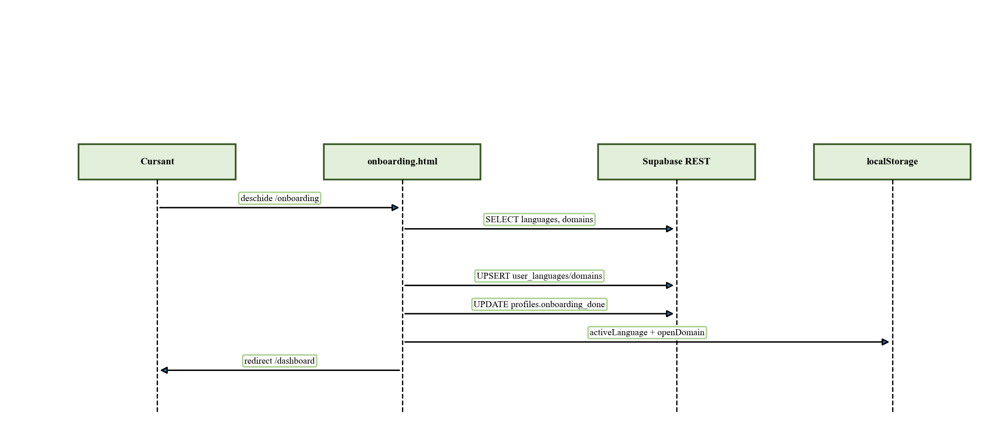 Cursant
onboarding.html
Supabase REST
localStorage
deschide /onboarding
SELECT languages, domains
UPSERT user_languages/domains
UPDATE profiles.onboarding_done
activeLanguage + openDomain
redirect /dashboard